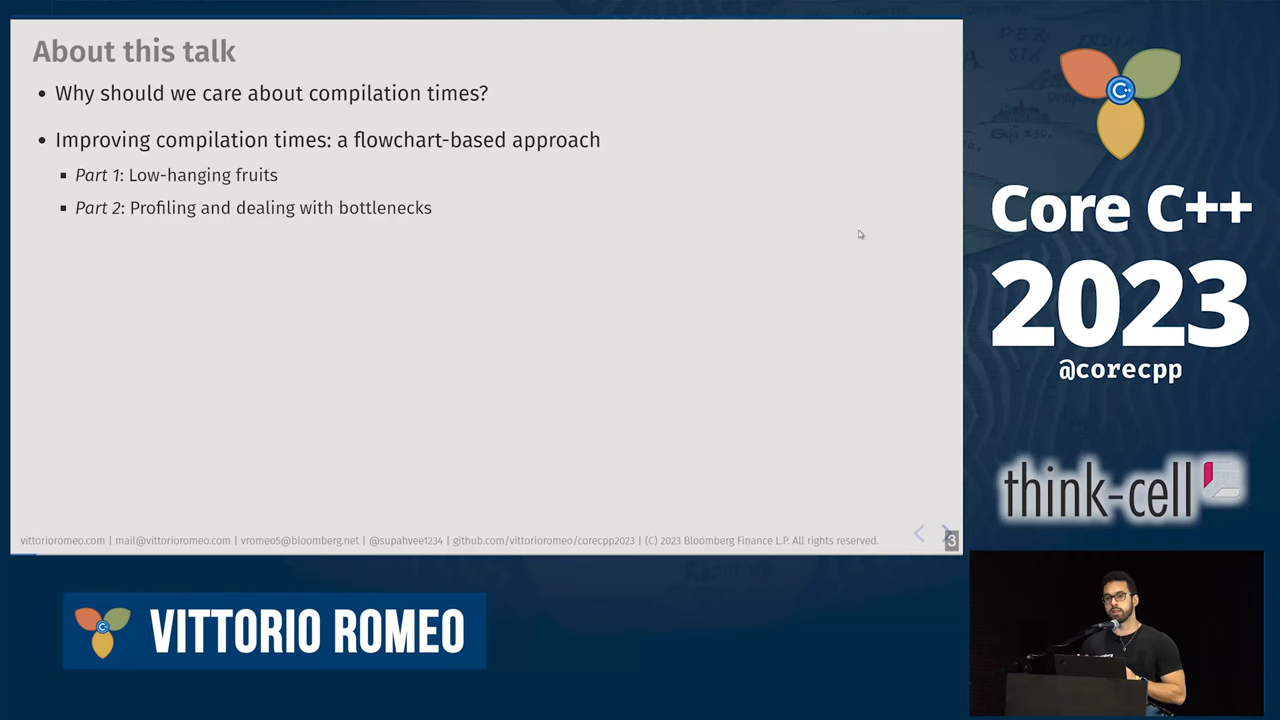 About this talk
• Why should we care about compilation times?
• Improving compilation times: a flowchart-based approach
▪ Part 1: Low-hanging fruits
▪ Part 2: Profiling and dealing with bottlenecks
vittorioromeo.com | mail@vittorioromeo.com | vromeo5@bloomberg.net | @supahvee1234 | github.com/vittorioromeo/corecpp2023 | (C) 2023 Bloomberg Finance L.P. All rights reserved.
3
C++
Core C++
2023
@corecpp
think-cell
C++
VITTORIO ROMEO